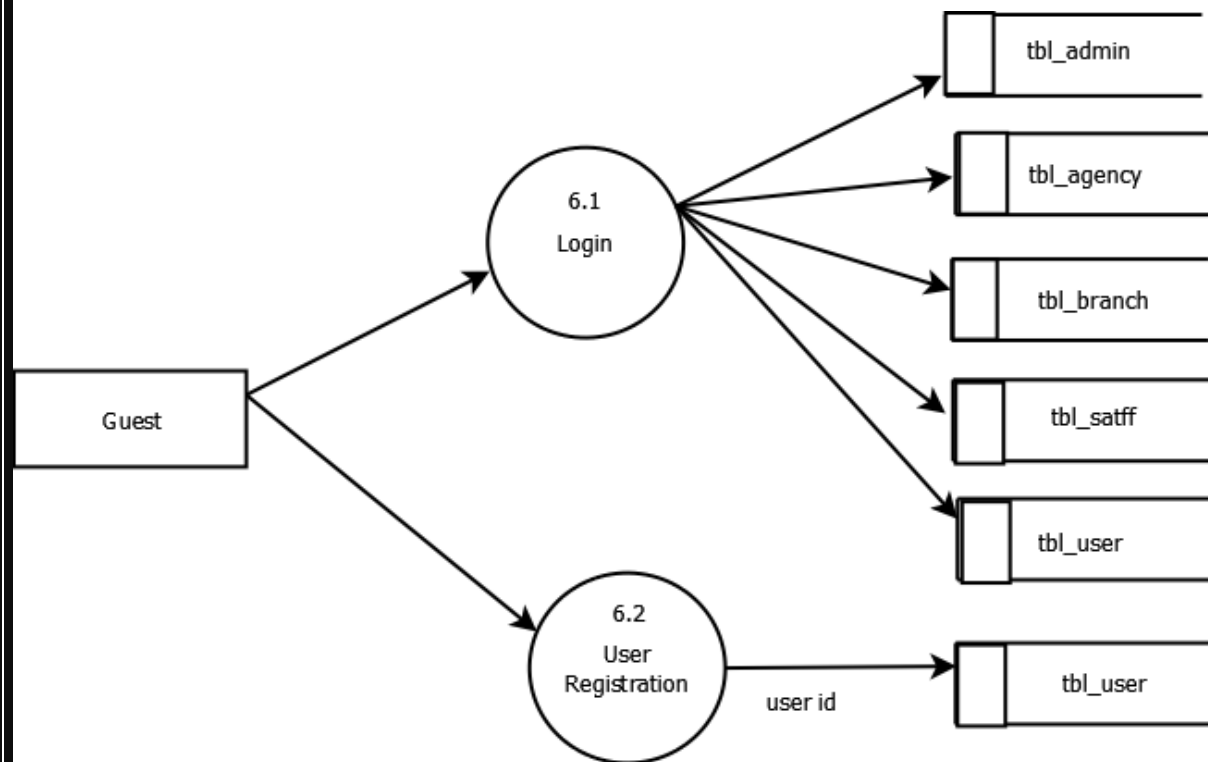 tbl_admin
6.1
Login
tbl_agency
tbl_branch
Guest
tbl_satff
tbl_user
6.2
User
Registration
user id
tbl_user